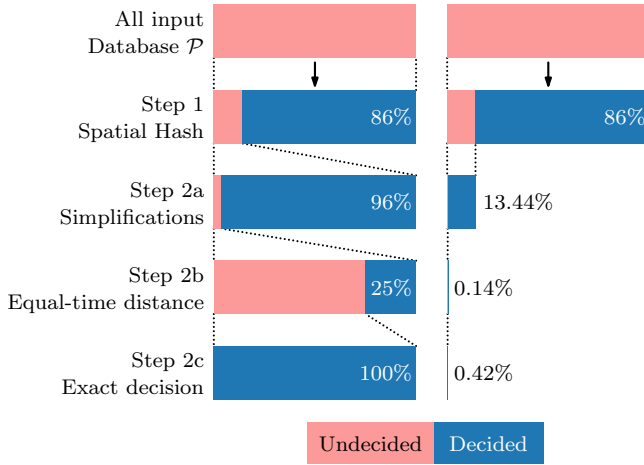 All input
Database 𝒫
Step 1
Spatial Hash
86%
86%
Step 2a
Simplifications
96%
13.44%
Step 2b
Equal-time distance
25%
0.14%
Step 2c
Exact decision
100%
0.42%
Undecided
Decided